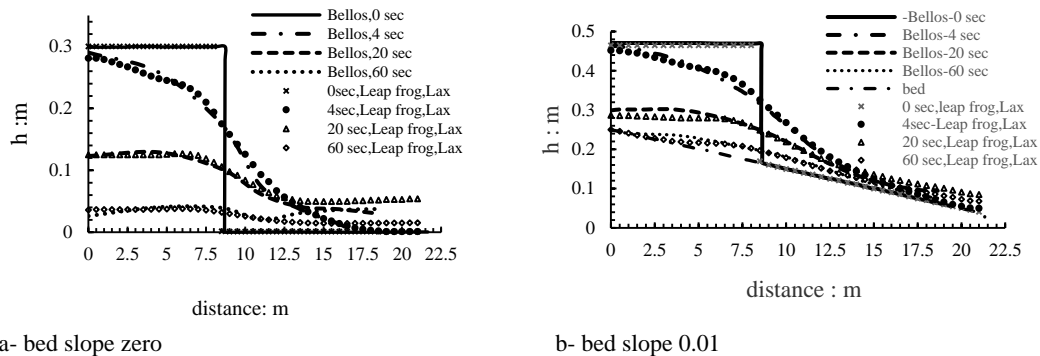 h :m
0.3
0.2
0.1
0
0 2.5 5 7.5 10 12.5 15 17.5 20 22.5
distance: m
Bellos,0 sec
Bellos,4 sec
Bellos,20 sec
Bellos,60 sec
0sec,Leap frog,Lax
4sec,Leap frog,Lax
20 sec,Leap frog,Lax
60 sec,Leap frog,Lax
a- bed slope zero
h : m
0.5
0.4
0.3
0.2
0.1
0
0 2.5 5 7.5 10 12.5 15 17.5 20 22.5
distance : m
-Bellos-0 sec
Bellos-4 sec
Bellos-20 sec
Bellos-60 sec
bed
0 sec,leap frog,Lax
4sec-Leap frog,Lax
20 sec,Leap frog,Lax
60 sec,Leap frog,Lax
b- bed slope 0.01